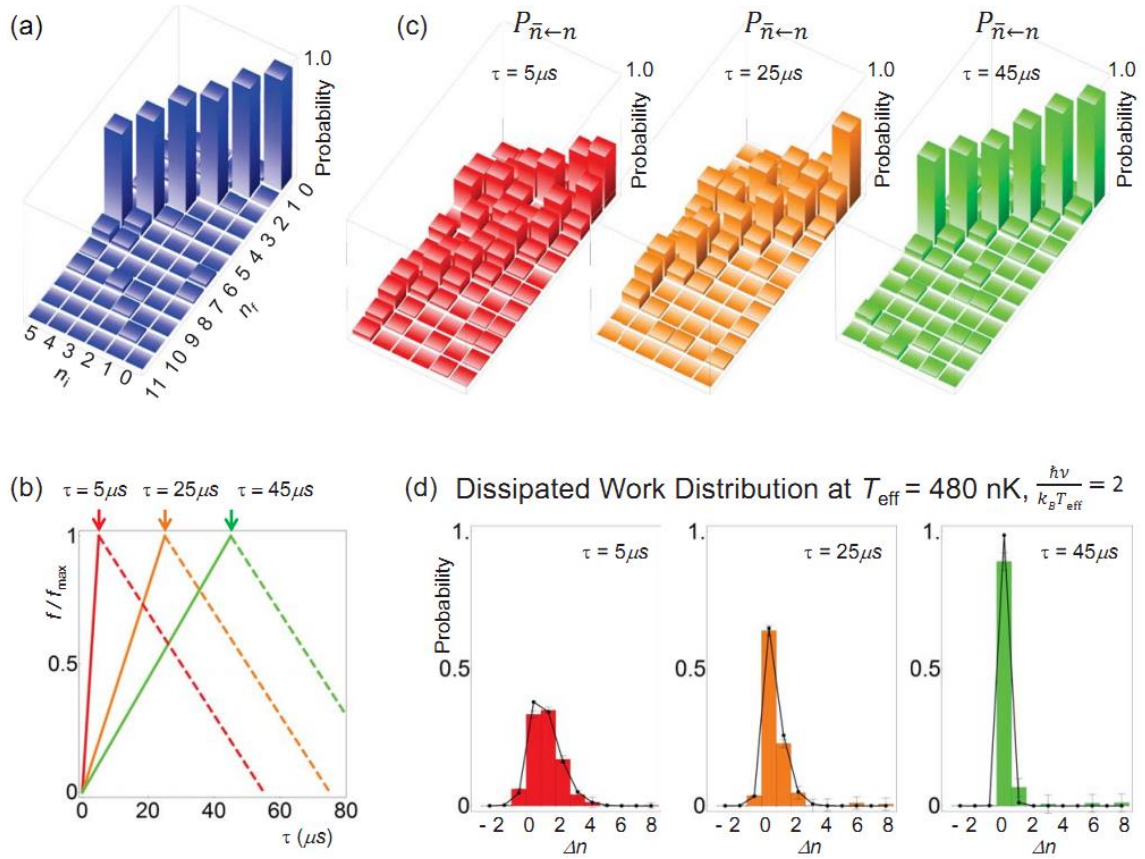 (a)
1.0
Probability
0
1
2
3
4
5
6
7
8
9
10
11
n_f
5 4 3 2 1 0
n_i
(c)
P_{n̄←n}
τ = 5μs
1.0
Probability
P_{n̄←n}
τ = 25μs
1.0
Probability
P_{n̄←n}
τ = 45μs
1.0
Probability
(b)
τ = 5μs τ = 25μs τ = 45μs
1
0.5
0
f / f_max
0 20 40 60 80
τ (μs)
(d) Dissipated Work Distribution at T_eff = 480 nK, ħν/k_B T_eff = 2
1.
0.5
0
Probability
τ = 5μs
- 2 0 2 4 6 8
Δn
1.
0.5
0
τ = 25μs
- 2 0 2 4 6 8
Δn
1.
0.5
0
τ = 45μs
- 2 0 2 4 6 8
Δn